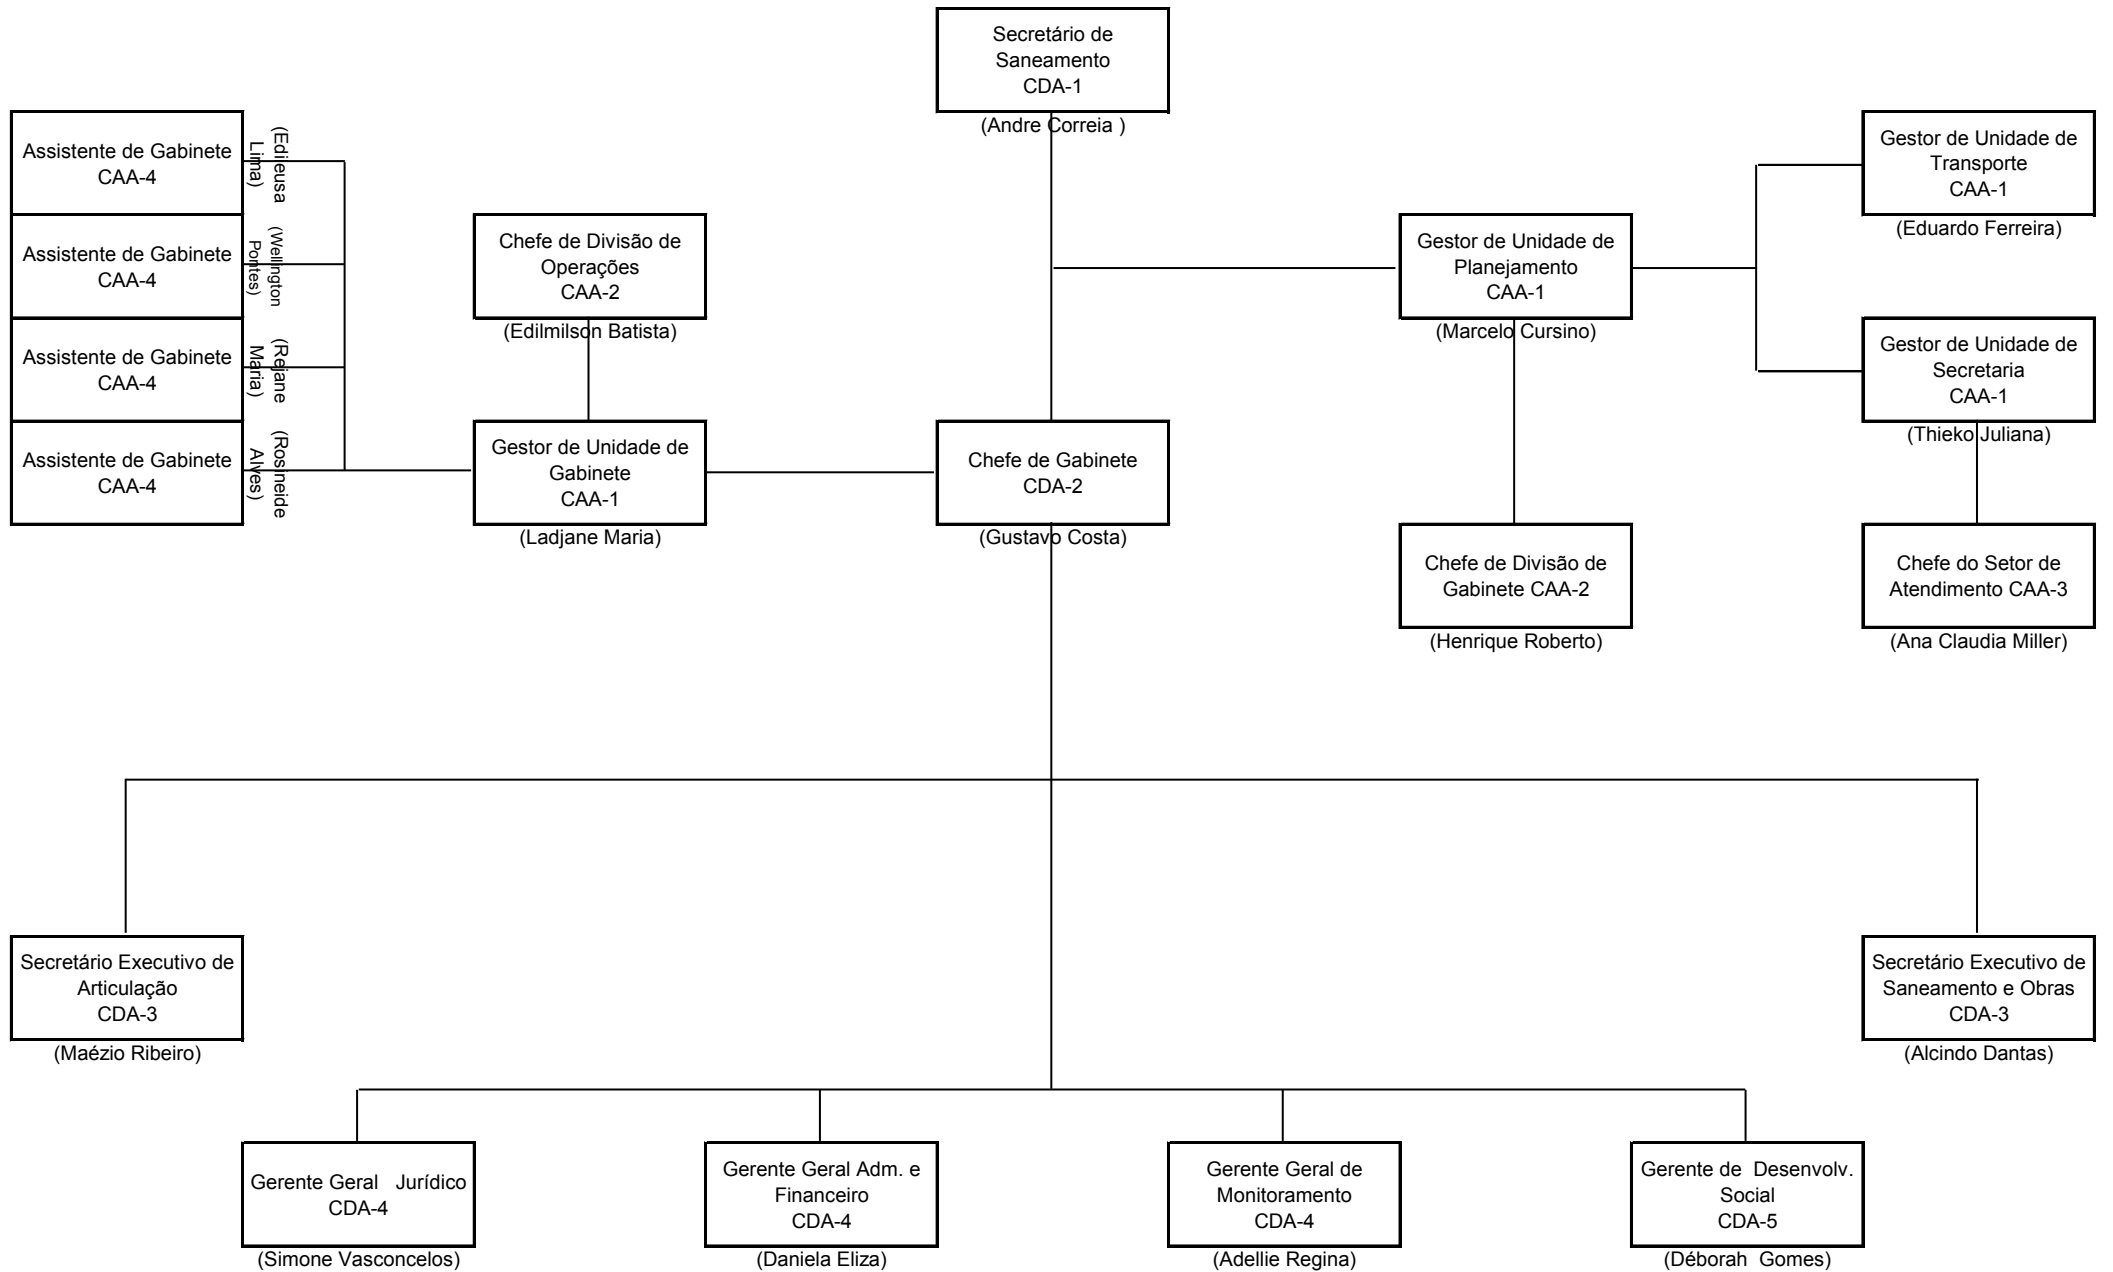 Secretário de
Saneamento
CDA-1
(Andre Correia )
Assistente de Gabinete
CAA-4
(Edileusa
Lima)
Assistente de Gabinete
CAA-4
(Wellington
Pontes)
Assistente de Gabinete
CAA-4
(Rejane
Maria)
Assistente de Gabinete
CAA-4
(Rosineide
Alves)
Chefe de Divisão de
Operações
CAA-2
(Edilmilson Batista)
Gestor de Unidade de
Gabinete
CAA-1
(Ladjane Maria)
Chefe de Gabinete
CDA-2
(Gustavo Costa)
Gestor de Unidade de
Planejamento
CAA-1
(Marcelo Cursino)
Chefe de Divisão de
Gabinete CAA-2
(Henrique Roberto)
Gestor de Unidade de
Transporte
CAA-1
(Eduardo Ferreira)
Gestor de Unidade de
Secretaria
CAA-1
(Thieko Juliana)
Chefe do Setor de
Atendimento CAA-3
(Ana Claudia Miller)
Secretário Executivo de
Articulação
CDA-3
(Maézio Ribeiro)
Secretário Executivo de
Saneamento e Obras
CDA-3
(Alcindo Dantas)
Gerente Geral Jurídico
CDA-4
(Simone Vasconcelos)
Gerente Geral Adm. e
Financeiro
CDA-4
(Daniela Eliza)
Gerente Geral de
Monitoramento
CDA-4
(Adellie Regina)
Gerente de Desenvolv.
Social
CDA-5
(Déborah Gomes)